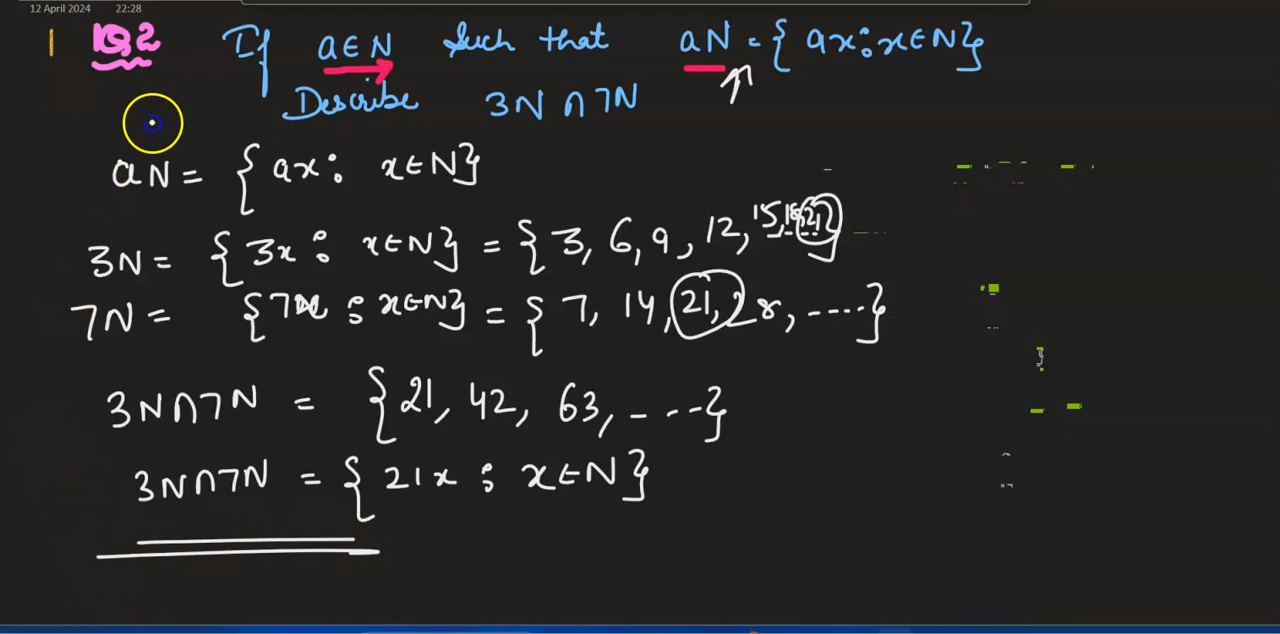 12 April 2024 22:28
Q2 If a∈N Such that aN = { ax : x∈N}
Describe 3N ∩ 7N
aN = { ax : x∈N}
3N = { 3x : x∈N} = { 3, 6, 9, 12, 15, 18, 21, ---}
7N = {7x : x∈N} = { 7, 14, 21, 28, ----}
3N∩7N = { 21, 42, 63, ----}
3N∩7N = { 21x : x∈N}